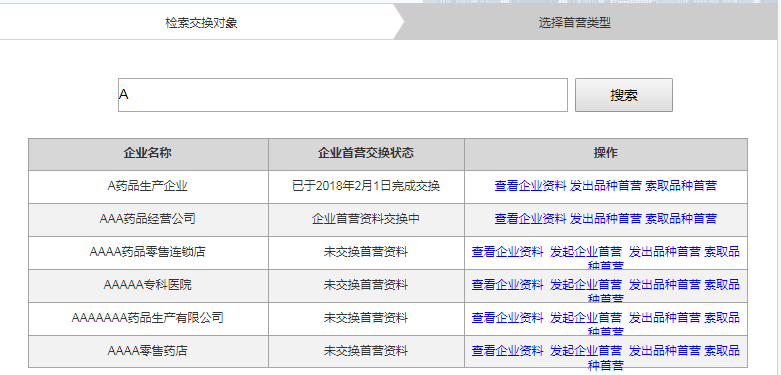 检索交换对象 选择首营类型
A 搜索
企业名称 企业首营交换状态 操作
A药品生产企业 已于2018年2月1日完成交换 查看企业资料 发出品种首营 索取品种首营
AAA药品经营公司 企业首营资料交换中 查看企业资料 发出品种首营 索取品种首营
AAAA药品零售连锁店 未交换首营资料 查看企业资料 发起企业首营 发出品种首营 索取品
种首营
AAAAA专科医院 未交换首营资料 查看企业资料 发起企业首营 发出品种首营 索取品
种首营
AAAAAAA药品生产有限公司 未交换首营资料 查看企业资料 发起企业首营 发出品种首营 索取品
种首营
AAAA零售药店 未交换首营资料 查看企业资料 发起企业首营 发出品种首营 索取品
种首营